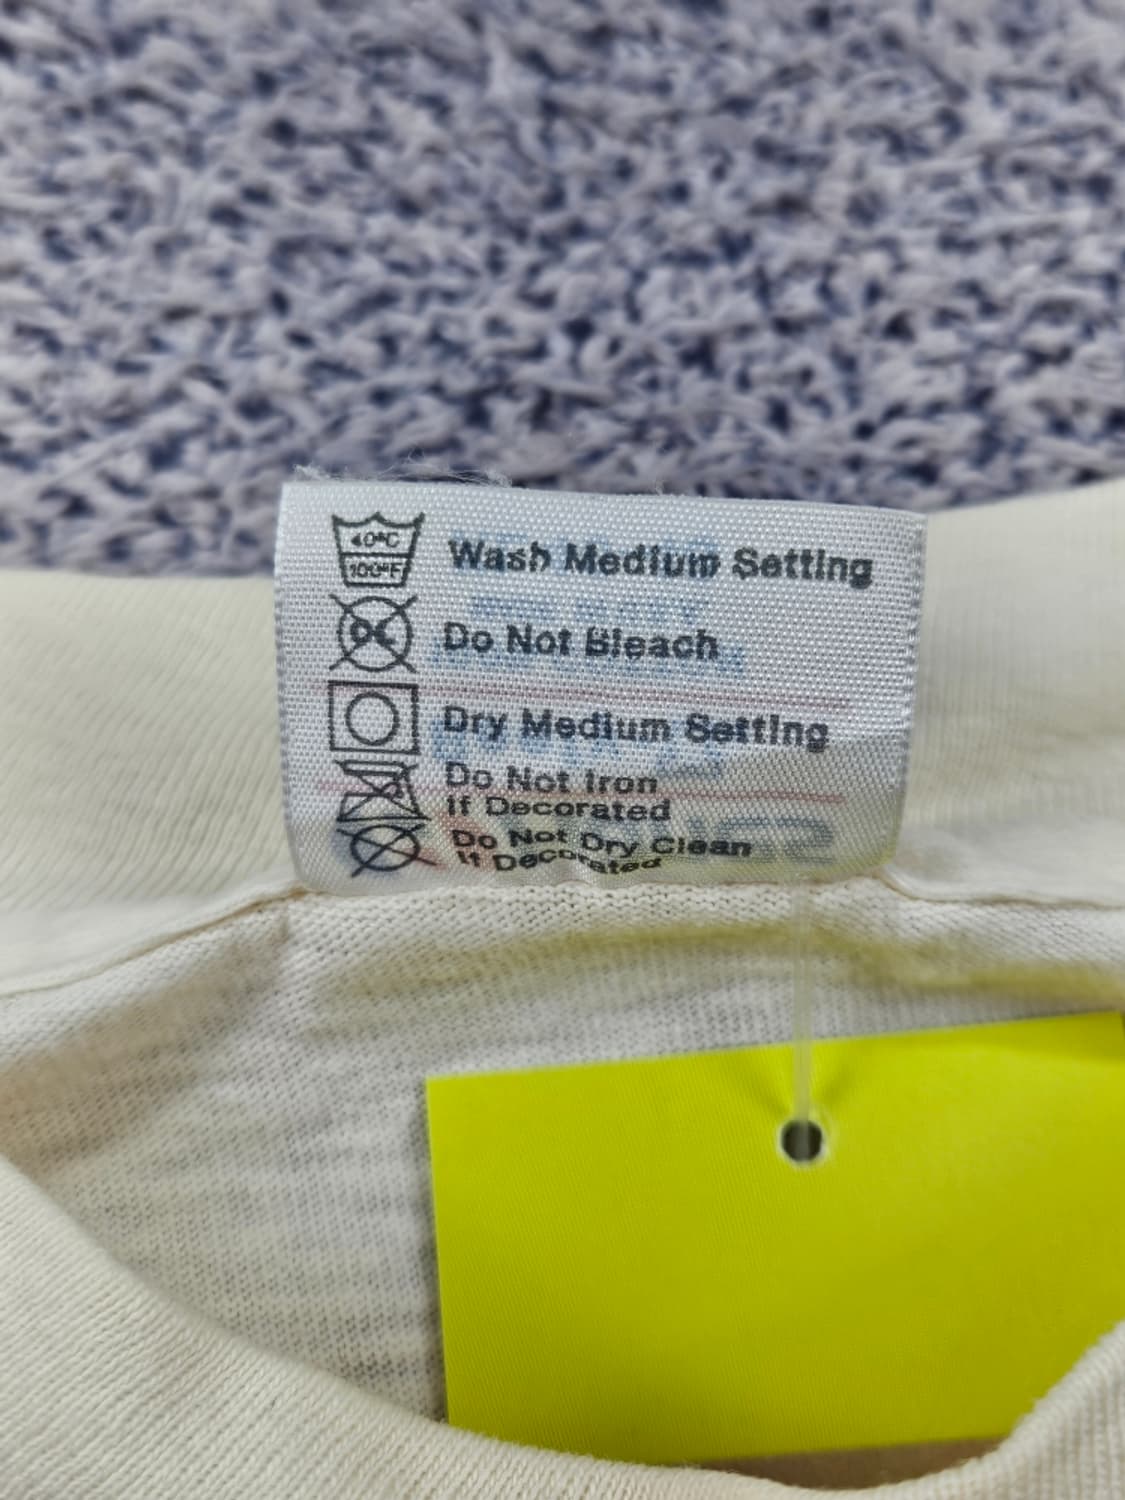 40°C
100°F
Wash Medium Setting
Do Not Bleach
Dry Medium Setting
Do Not Iron
If Decorated
Do Not Dry Clean
If Decorated